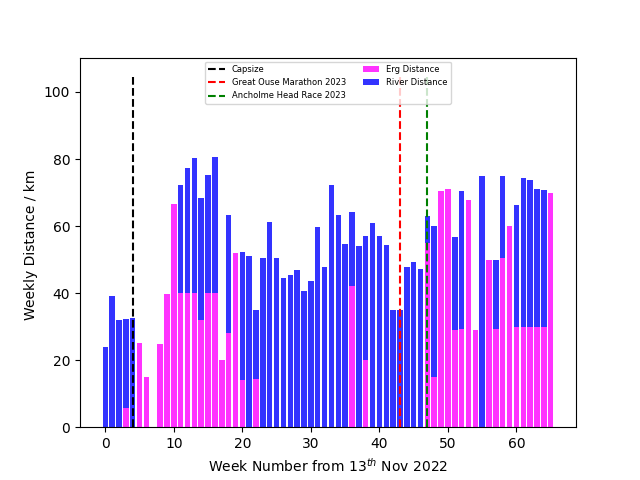 Capsize
Great Ouse Marathon 2023
Ancholme Head Race 2023
Erg Distance
River Distance
Weekly Distance / km
100
80
60
40
20
0
0 10 20 30 40 50 60
Week Number from 13th Nov 2022